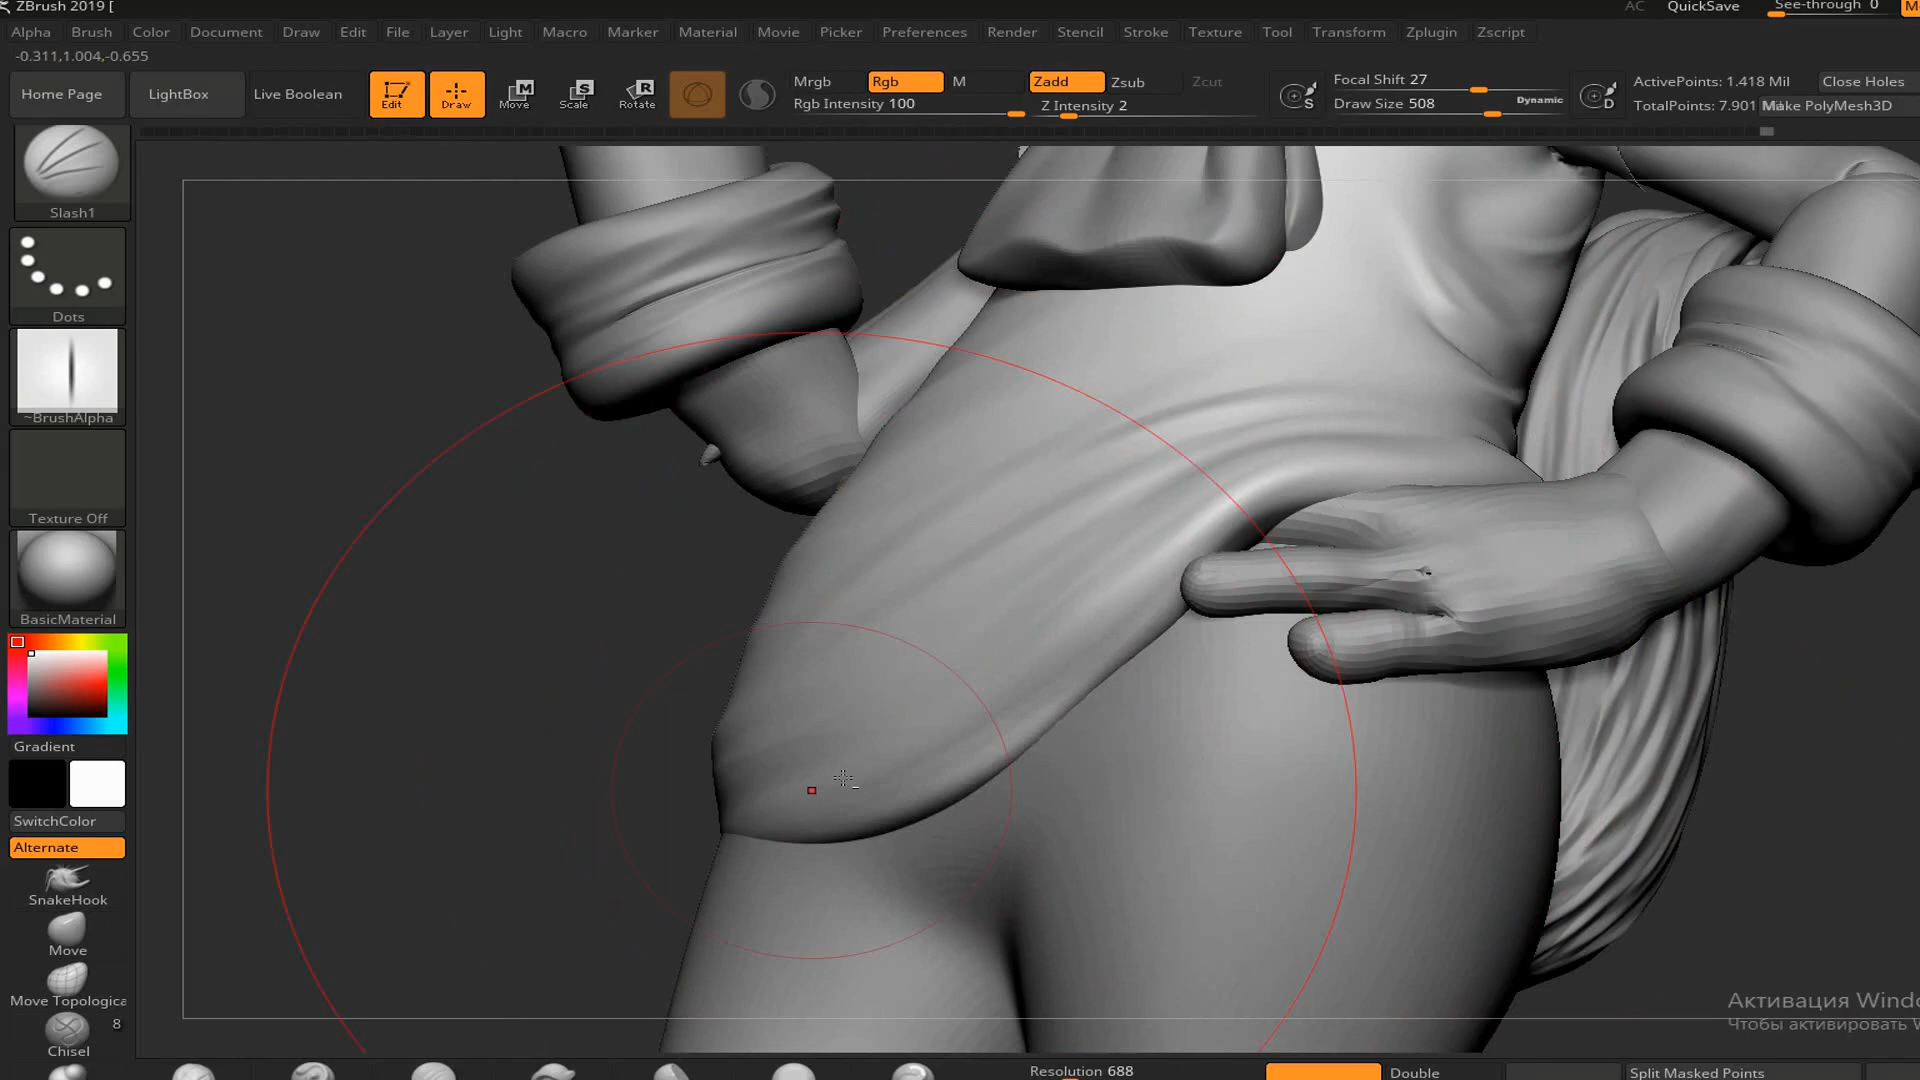 ZBrush 2019 [
AC QuickSave See-through 0
Alpha Brush Color Document Draw Edit File Layer Light Macro Marker Material Movie Picker Preferences Render Stencil Stroke Texture Tool Transform Zplugin Zscript
-0.311,1.004,-0.655
Home Page LightBox Live Boolean Edit Draw Move Scale Rotate
Mrgb Rgb M Zadd Zsub Zcut
Rgb Intensity 100 Z Intensity 2
S Focal Shift 27
Draw Size 508 Dynamic
D ActivePoints: 1.418 Mil Close Holes
TotalPoints: 7.901 Make PolyMesh3D
Slash1
Dots
~BrushAlpha
Texture Off
BasicMaterial
Gradient
SwitchColor
Alternate
SnakeHook
Move
Move Topologica
8
Chisel
Активация Wind
Чтобы активировать W
Resolution 688 Double Split Masked Points